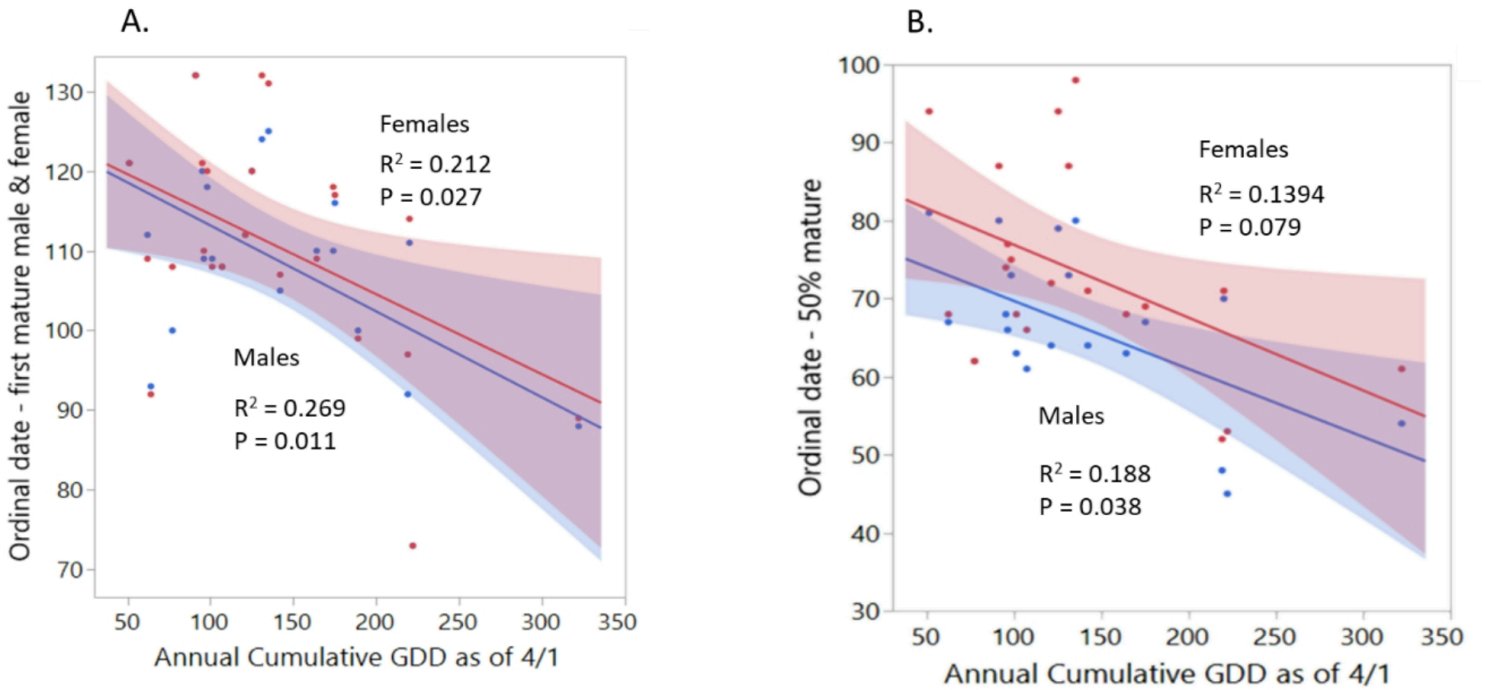 A.
Ordinal date - first mature male & female
130
120
110
100
90
80
70
Females
R² = 0.212
P = 0.027
Males
R² = 0.269
P = 0.011
50 100 150 200 250 300 350
Annual Cumulative GDD as of 4/1
B.
Ordinal date - 50% mature
100
90
80
70
60
50
40
30
Females
R² = 0.1394
P = 0.079
Males
R² = 0.188
P = 0.038
50 100 150 200 250 300 350
Annual Cumulative GDD as of 4/1